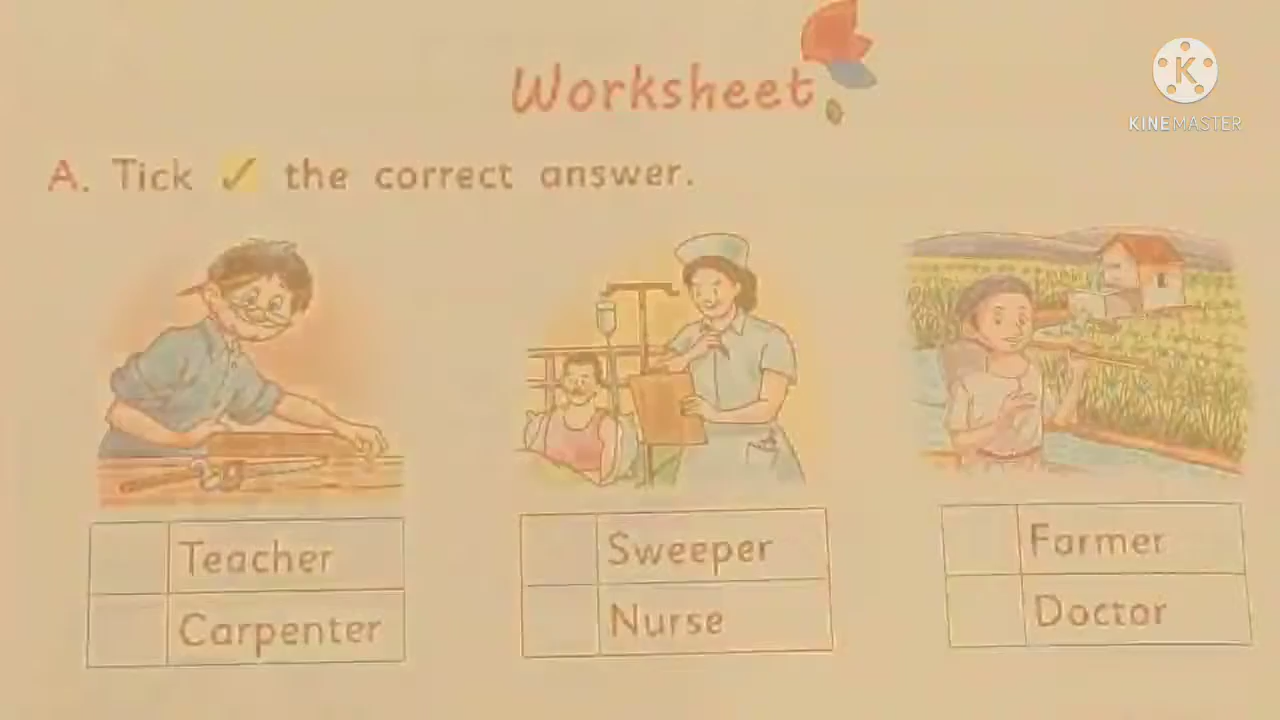 Worksheet
KINEMASTER
A. Tick ✓ the correct answer.
Teacher
Carpenter
Sweeper
Nurse
Farmer
Doctor